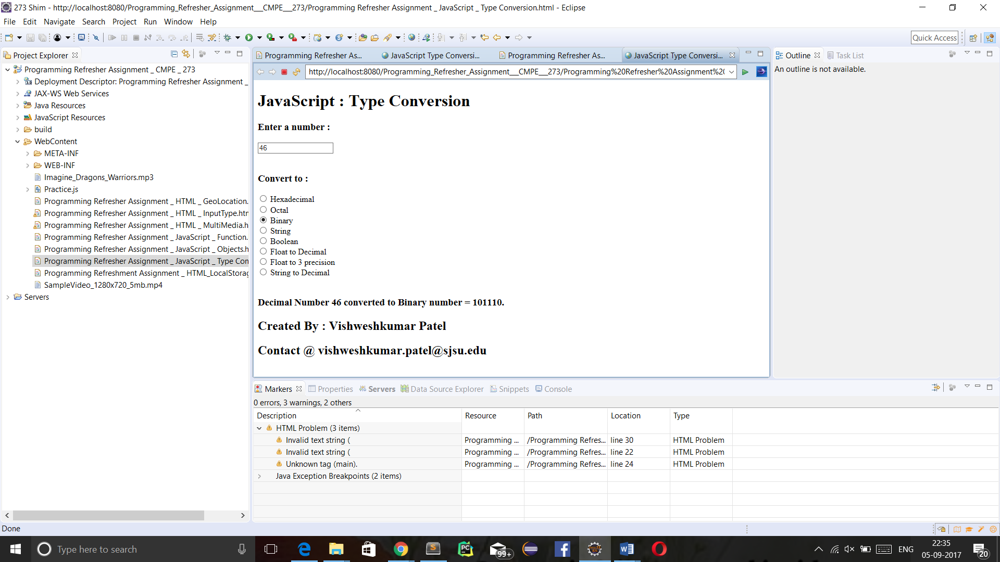 273 Shim - http://localhost:8080/Programming_Refresher_Assignment___CMPE___273/Programming Refresher Assignment _ JavaScript _ Type Conversion.html - Eclipse
File Edit Navigate Search Project Run Window Help
Quick Access
Project Explorer
Programming Refresher Assignment _ CMPE _ 273
Deployment Descriptor: Programming Refresher Assignment _
JAX-WS Web Services
Java Resources
JavaScript Resources
build
WebContent
META-INF
WEB-INF
Imagine_Dragons_Warriors.mp3
Practice.js
Programming Refresher Assignment _ HTML _ GeoLocation.
Programming Refresher Assignment _ HTML _ InputType.htm
Programming Refresher Assignment _ HTML _ MultiMedia.h
Programming Refresher Assignment _ JavaScript _ Function.
Programming Refresher Assignment _ JavaScript _ Objects.h
Programming Refresher Assignment _ JavaScript _ Type Con
Programming Refreshment Assignment _ HTML_LocalStorag
SampleVideo_1280x720_5mb.mp4
Servers
Programming Refresher As... JavaScript Type Conversi... Programming Refresher As... JavaScript Type Conversi...
http://localhost:8080/Programming_Refresher_Assignment___CMPE___273/Programming%20Refresher%20Assignment%20
JavaScript : Type Conversion
Enter a number :
46
Convert to :
Hexadecimal
Octal
Binary
String
Boolean
Float to Decimal
Float to 3 precision
String to Decimal
Decimal Number 46 converted to Binary number = 101110.
Created By : Vishweshkumar Patel
Contact @ vishweshkumar.patel@sjsu.edu
Outline Task List
An outline is not available.
Markers Properties Servers Data Source Explorer Snippets Console
0 errors, 3 warnings, 2 others
Description Resource Path Location Type
HTML Problem (3 items)
Invalid text string ( Programming ... /Programming Refres... line 30 HTML Problem
Invalid text string ( Programming ... /Programming Refres... line 22 HTML Problem
Unknown tag (main). Programming ... /Programming Refres... line 24 HTML Problem
Java Exception Breakpoints (2 items)
Done
Type here to search
99+
ENG
22:35
05-09-2017
20